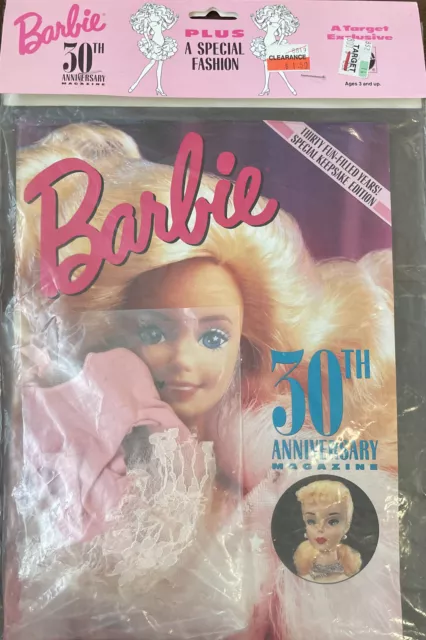 Barbie
30TH
ANNIVERSARY
MAGAZINE
PLUS
A SPECIAL
FASHION
A Target
Exclusive
CLEARANCE
TARGET
Ages 3 and up.
THIRTY FUN-FILLED YEARS!
SPECIAL KEEPSAKE EDITION
Barbie
30TH
ANNIVERSARY
MAGAZINE